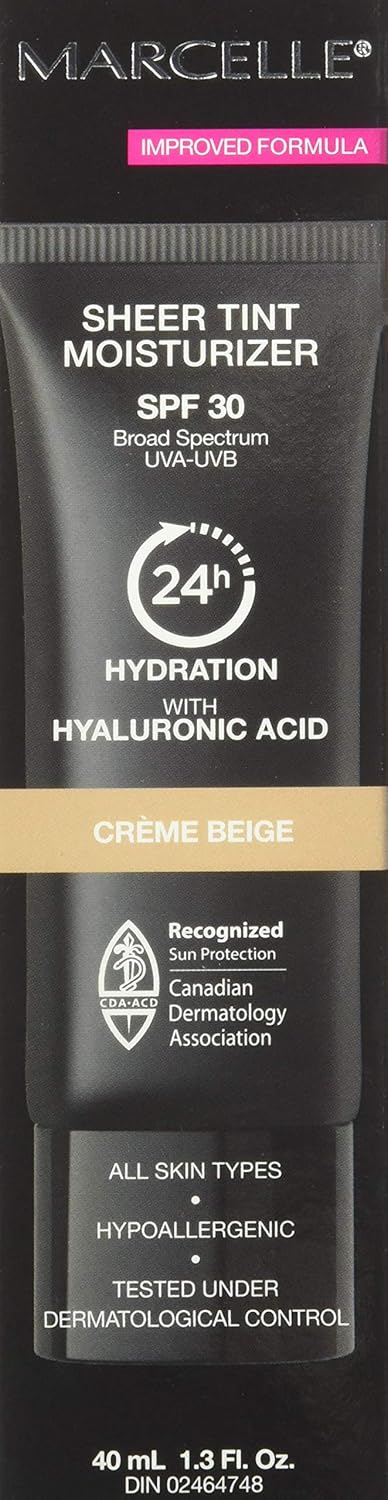 MARCELLE®
IMPROVED FORMULA
SHEER TINT
MOISTURIZER
SPF 30
Broad Spectrum
UVA-UVB
24h
HYDRATION
WITH
HYALURONIC ACID
CRÈME BEIGE
Recognized
Sun Protection
Canadian
Dermatology
Association
CDA•ACD
ALL SKIN TYPES
•
HYPOALLERGENIC
•
TESTED UNDER
DERMATOLOGICAL CONTROL
40 mL 1.3 Fl. Oz.
DIN 02464748